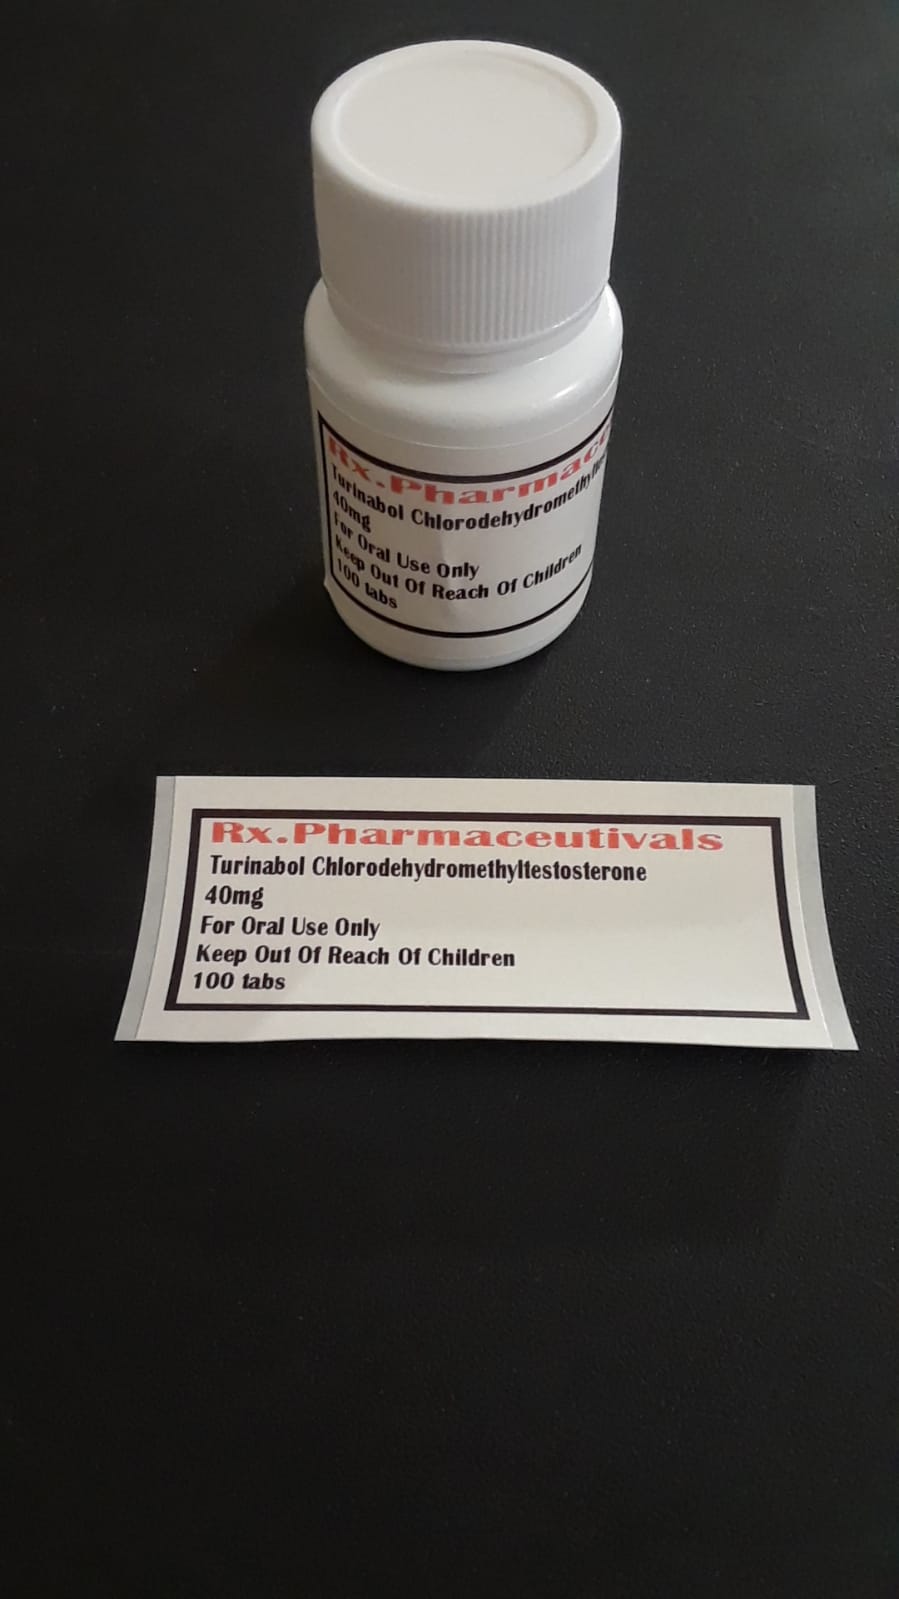 Rx.Pharmace
Turinabol Chlorodehydromethylte
40mg
For Oral Use Only
Keep Out Of Reach Of Children
100 tabs
Rx.Pharmaceutivals
Turinabol Chlorodehydromethyltestosterone
40mg
For Oral Use Only
Keep Out Of Reach Of Children
100 tabs